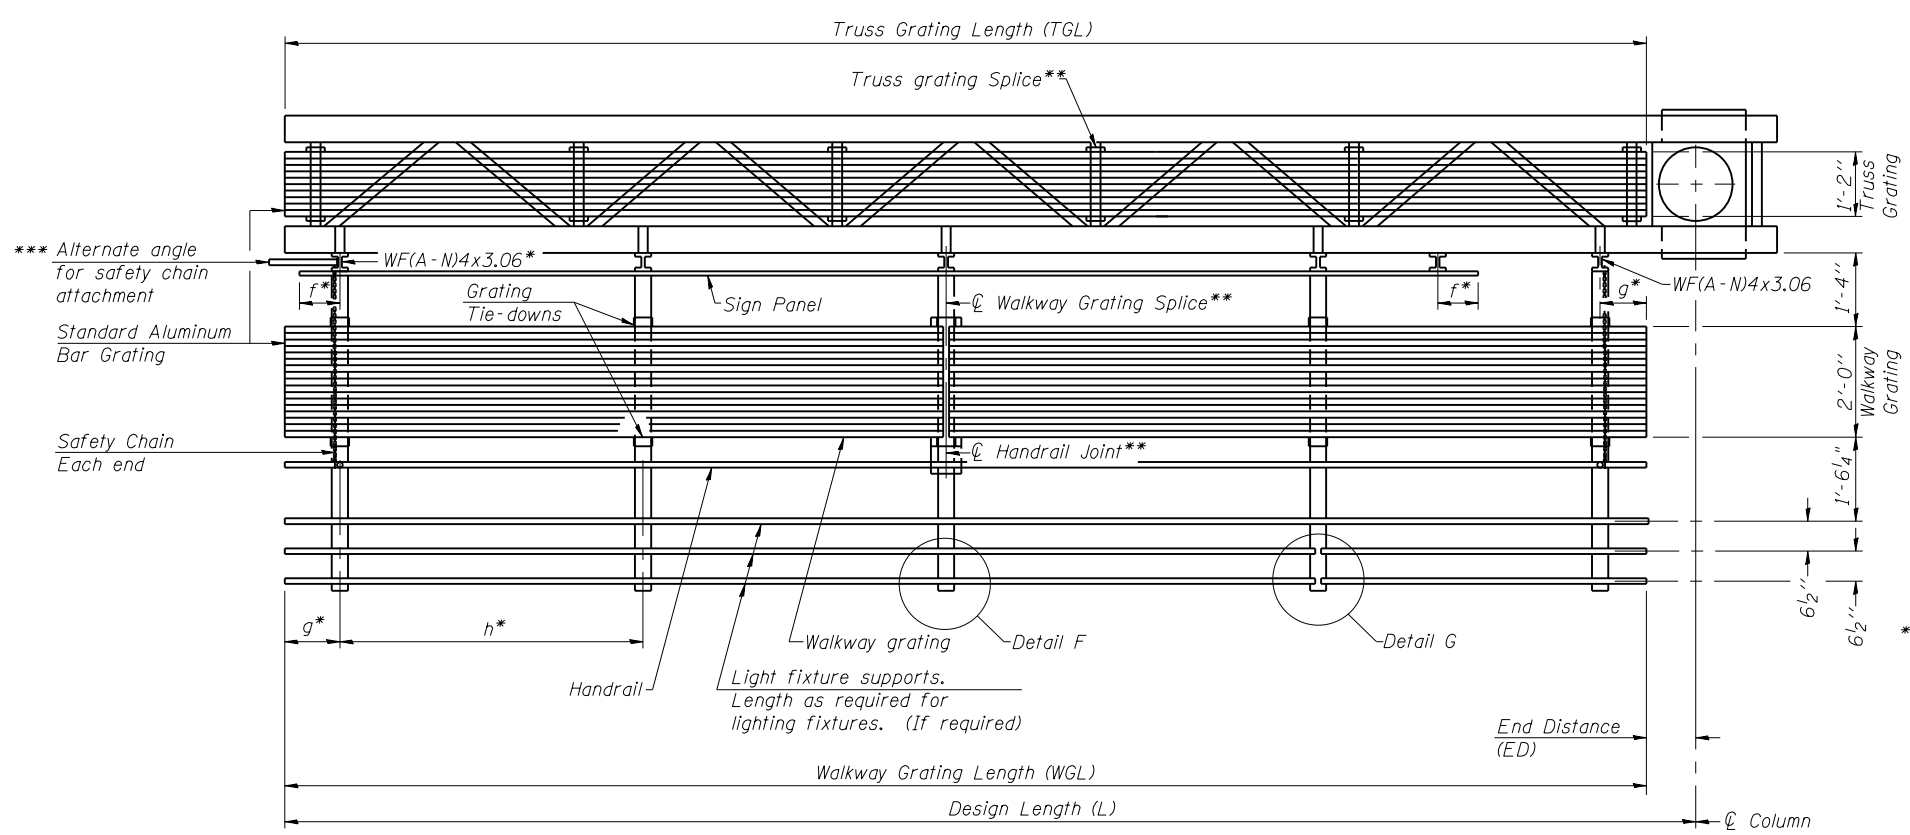 Truss Grating Length (TGL)
Truss grating Splice**
1'-2''
Truss
Grating
*** Alternate angle
for safety chain
attachment
WF(A-N)4x3.06*
WF(A-N)4x3.06
f*
Grating
Tie-downs
Sign Panel
℄ Walkway Grating Splice**
f*
g*
1'-4''
Standard Aluminum
Bar Grating
2'-0''
Walkway
Grating
Safety Chain
Each end
℄ Handrail Joint**
1'-6¼"
6½''
6½''
*
g*
h*
Walkway grating
Detail F
Detail G
Handrail
Light fixture supports.
Length as required for
lighting fixtures. (If required)
End Distance
(ED)
Walkway Grating Length (WGL)
Design Length (L)
℄ Column